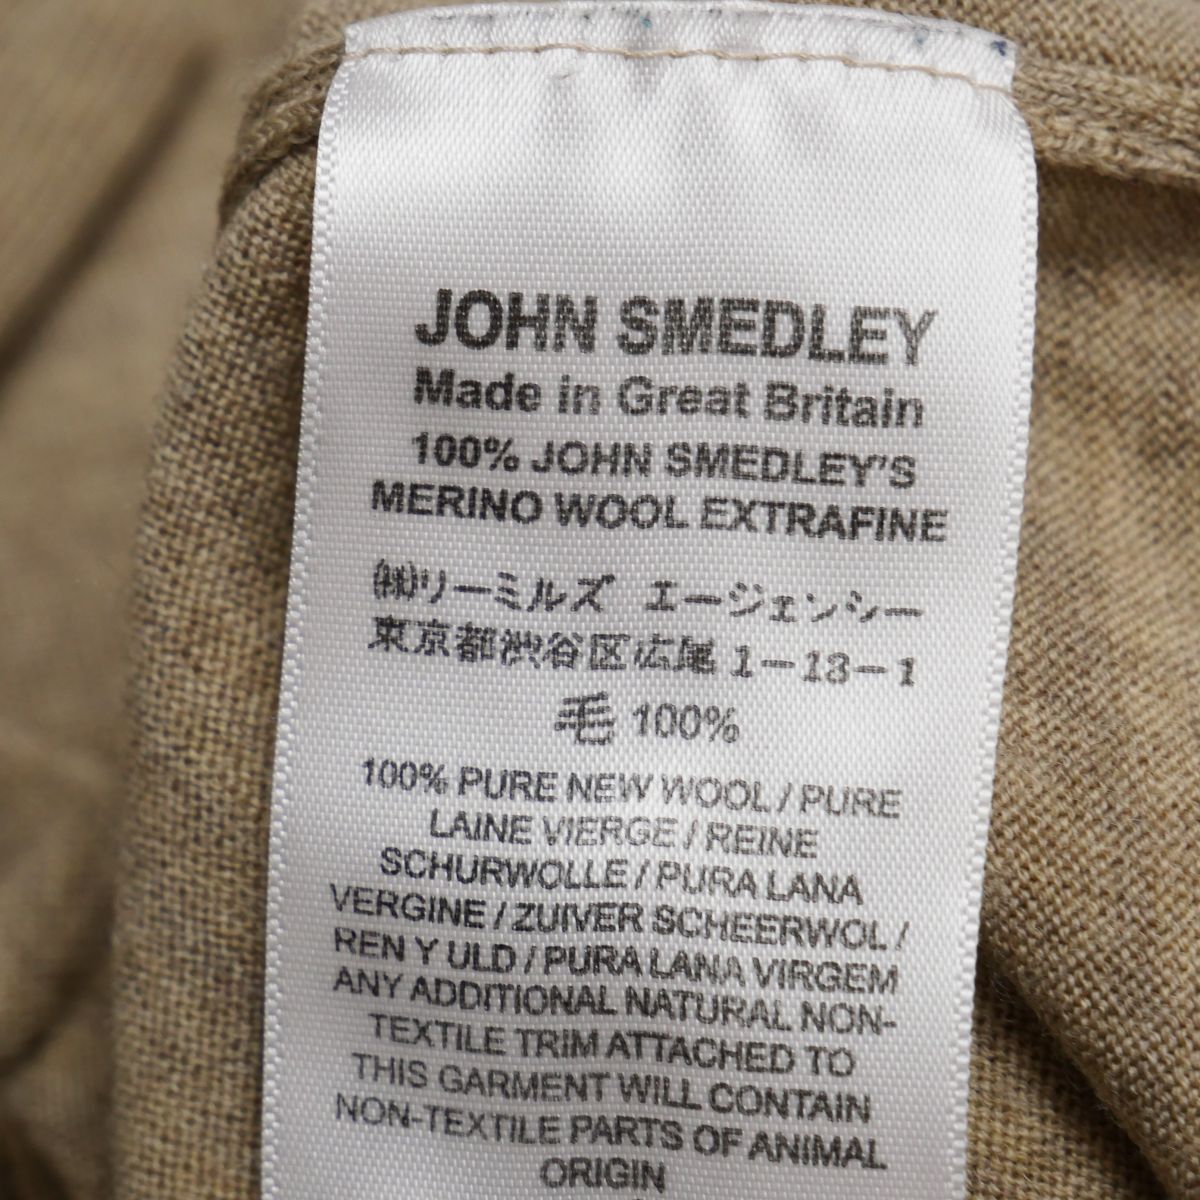 JOHN SMEDLEY
Made in Great Britain
100% JOHN SMEDLEY'S
MERINO WOOL EXTRAFINE
㈱リーミルズ エージェンシー
東京都渋谷区広尾 1-13-1
毛 100%
100% PURE NEW WOOL / PURE
LAINE VIERGE / REINE
SCHURWOLLE / PURA LANA
VERGINE / ZUIVER SCHEERWOL /
REN Y ULD / PURA LANA VIRGEM
ANY ADDITIONAL NATURAL NON-
TEXTILE TRIM ATTACHED TO
THIS GARMENT WILL CONTAIN
NON-TEXTILE PARTS OF ANIMAL
ORIGIN